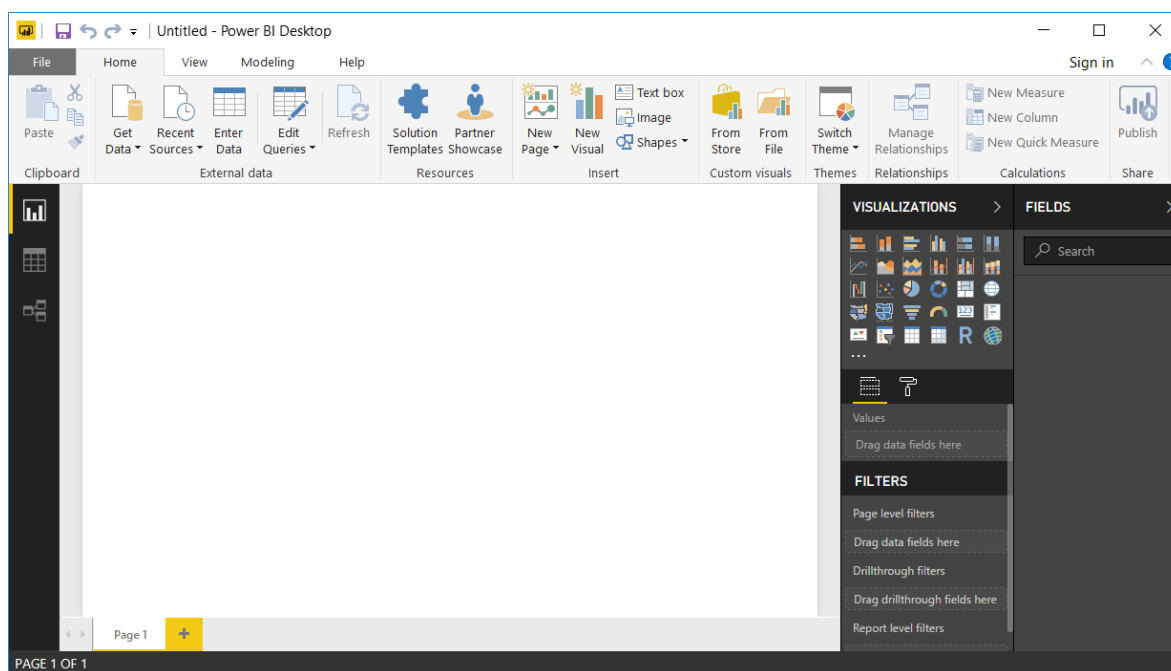 Untitled - Power BI Desktop
File Home View Modeling Help Sign in
Paste
Clipboard
Get Data
Recent Sources
Enter Data
Edit Queries
Refresh
External data
Solution Templates
Partner Showcase
Resources
New Page
New Visual
Text box
Image
Shapes
Insert
From Store
From File
Custom visuals
Switch Theme
Themes
Manage Relationships
Relationships
New Measure
New Column
New Quick Measure
Calculations
Publish
Share
VISUALIZATIONS
123
R
Values
Drag data fields here
FILTERS
Page level filters
Drag data fields here
Drillthrough filters
Drag drillthrough fields here
Report level filters
FIELDS
Search
Page 1
PAGE 1 OF 1